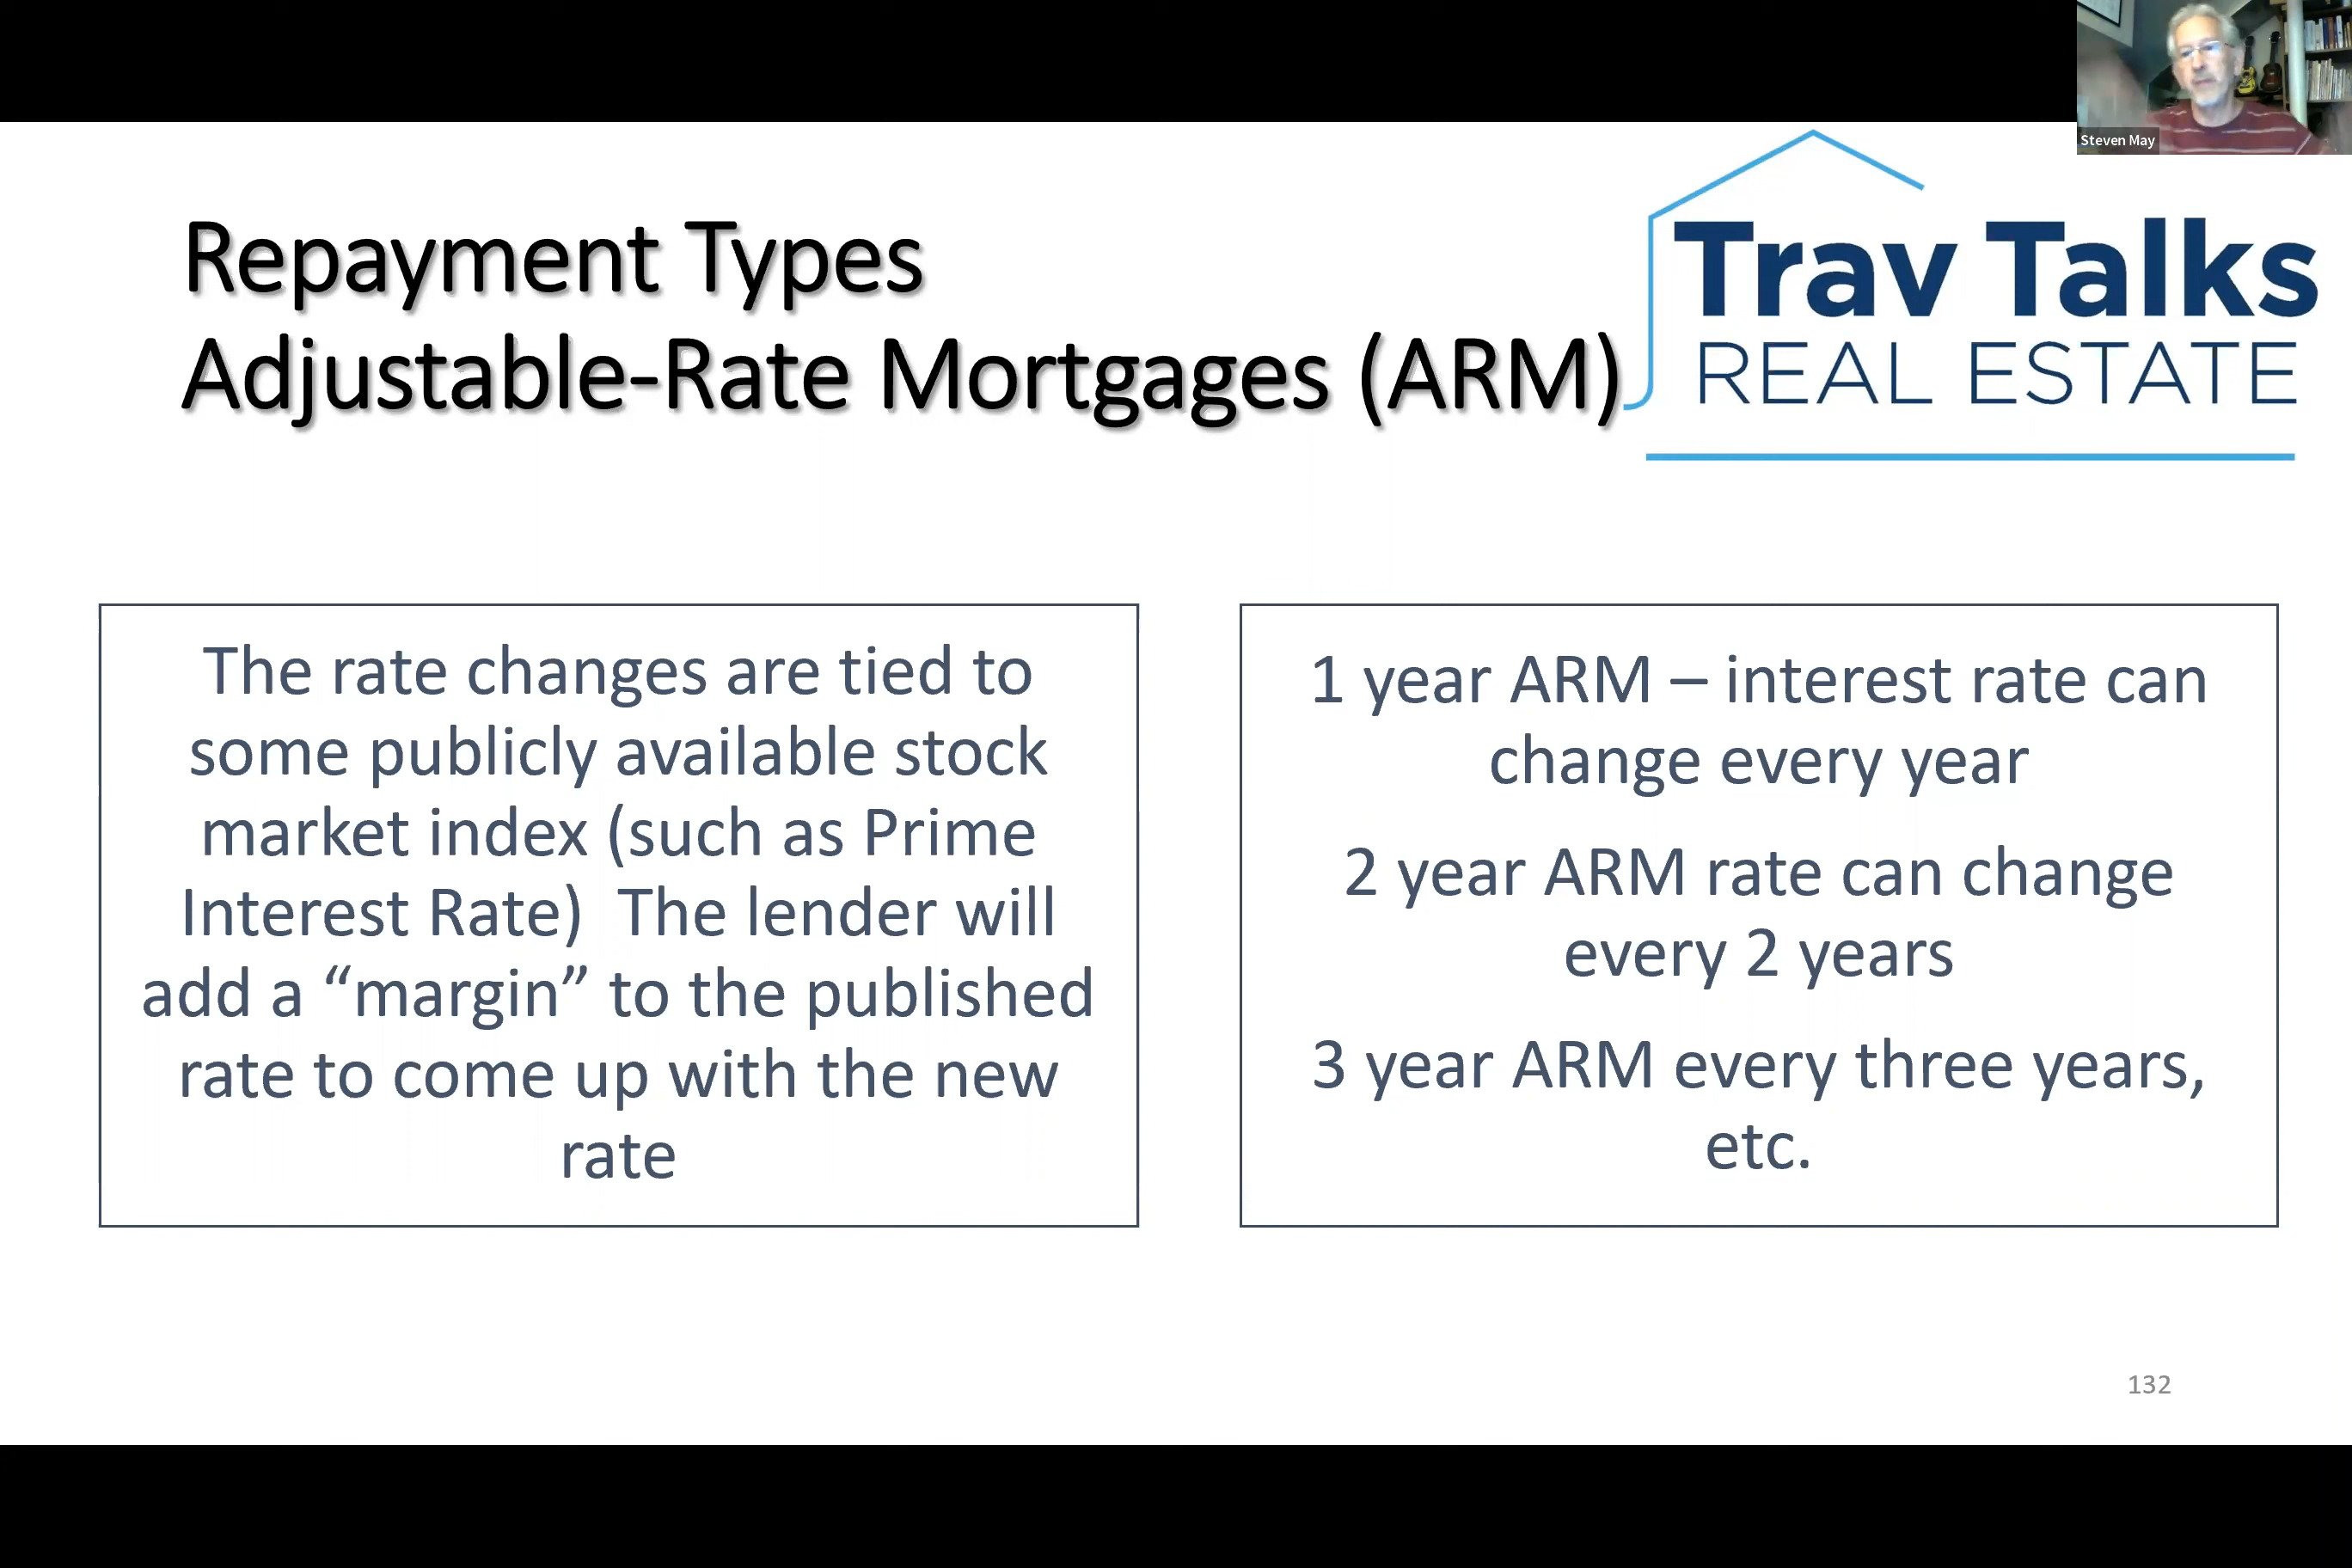 Steven May
Repayment Types
Adjustable-Rate Mortgages (ARM)
Trav Talks
REAL ESTATE
The rate changes are tied to
some publicly available stock
market index (such as Prime
Interest Rate)  The lender will
add a “margin” to the published
rate to come up with the new
rate
1 year ARM – interest rate can
change every year
2 year ARM rate can change
every 2 years
3 year ARM every three years,
etc.
132